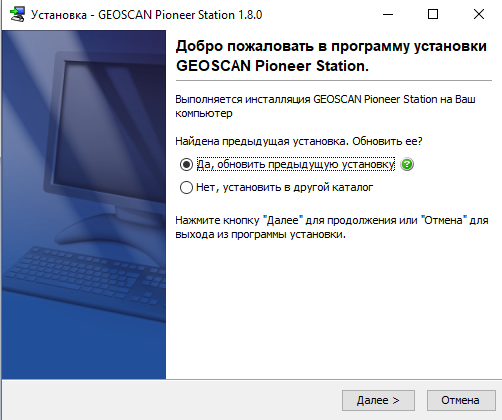 Установка - GEOSCAN Pioneer Station 1.8.0
Добро пожаловать в программу установки
GEOSCAN Pioneer Station.
Выполняется инсталляция GEOSCAN Pioneer Station на Ваш
компьютер
Найдена предыдущая установка. Обновить ее?
Да, обновить предыдущую установку
Нет, установить в другой каталог
Нажмите кнопку "Далее" для продолжения или "Отмена" для
выхода из программы установки.
Далее >
Отмена